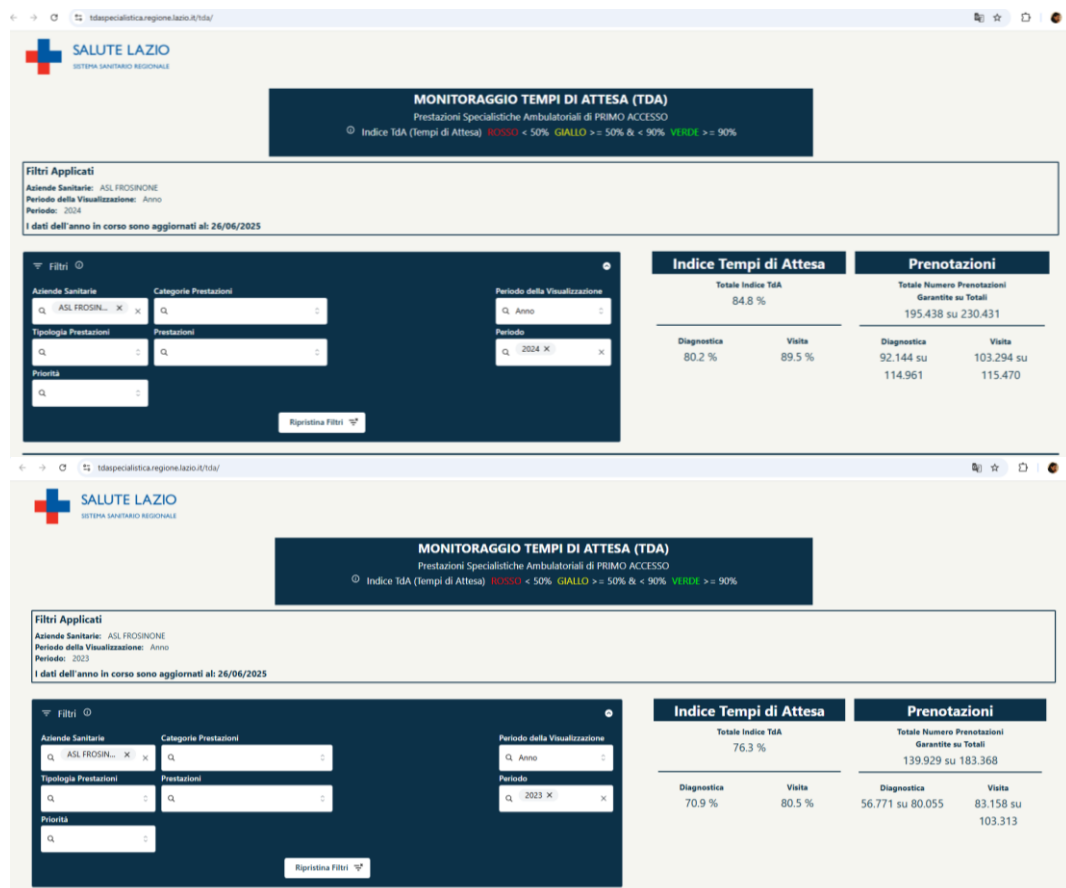 tdaspecialistica.regione.lazio.it/tda/
SALUTE LAZIO
SISTEMA SANITARIO REGIONALE
MONITORAGGIO TEMPI DI ATTESA (TDA)
Prestazioni Specialistiche Ambulatoriali di PRIMO ACCESSO
Indice TdA (Tempi di Attesa) ROSSO < 50% GIALLO >= 50% & < 90% VERDE >= 90%
Filtri Applicati
Aziende Sanitarie: ASL FROSINONE
Periodo della Visualizzazione: Anno
Periodo: 2024
I dati dell'anno in corso sono aggiornati al: 26/06/2025
Filtri
Aziende Sanitarie Categorie Prestazioni Periodo della Visualizzazione
ASL FROSIN... × × Anno
Tipologia Prestazioni Prestazioni Periodo
2024 × ×
Priorità
Ripristina Filtri
Indice Tempi di Attesa Prenotazioni
Totale Indice TdA
84.8 %
Totale Numero Prenotazioni
Garantite su Totali
195.438 su 230.431
Diagnostica Visita
80.2 % 89.5 %
Diagnostica Visita
92.144 su 103.294 su
114.961 115.470
tdaspecialistica.regione.lazio.it/tda/
SALUTE LAZIO
SISTEMA SANITARIO REGIONALE
MONITORAGGIO TEMPI DI ATTESA (TDA)
Prestazioni Specialistiche Ambulatoriali di PRIMO ACCESSO
Indice TdA (Tempi di Attesa) ROSSO < 50% GIALLO >= 50% & < 90% VERDE >= 90%
Filtri Applicati
Aziende Sanitarie: ASL FROSINONE
Periodo della Visualizzazione: Anno
Periodo: 2023
I dati dell'anno in corso sono aggiornati al: 26/06/2025
Filtri
Aziende Sanitarie Categorie Prestazioni Periodo della Visualizzazione
ASL FROSIN... × × Anno
Tipologia Prestazioni Prestazioni Periodo
2023 × ×
Priorità
Ripristina Filtri
Indice Tempi di Attesa Prenotazioni
Totale Indice TdA
76.3 %
Totale Numero Prenotazioni
Garantite su Totali
139.929 su 183.368
Diagnostica Visita
70.9 % 80.5 %
Diagnostica Visita
56.771 su 80.055 83.158 su
103.313